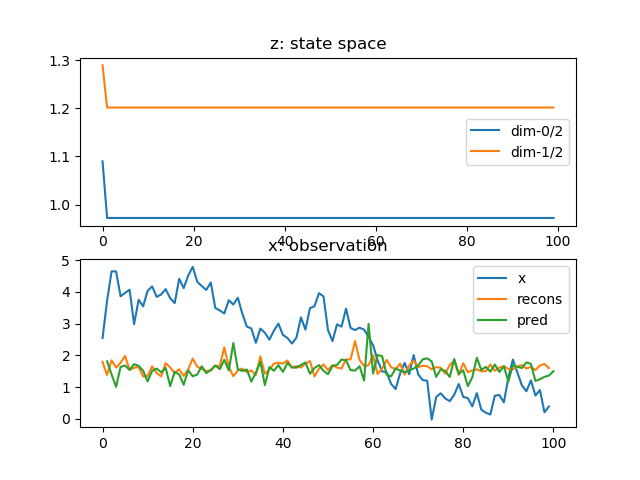 z: state space
1.3
1.2
1.1
1.0
dim-0/2
dim-1/2
0 20 40 60 80 100
x: observation
5
4
3
2
1
0
x
recons
pred
0 20 40 60 80 100